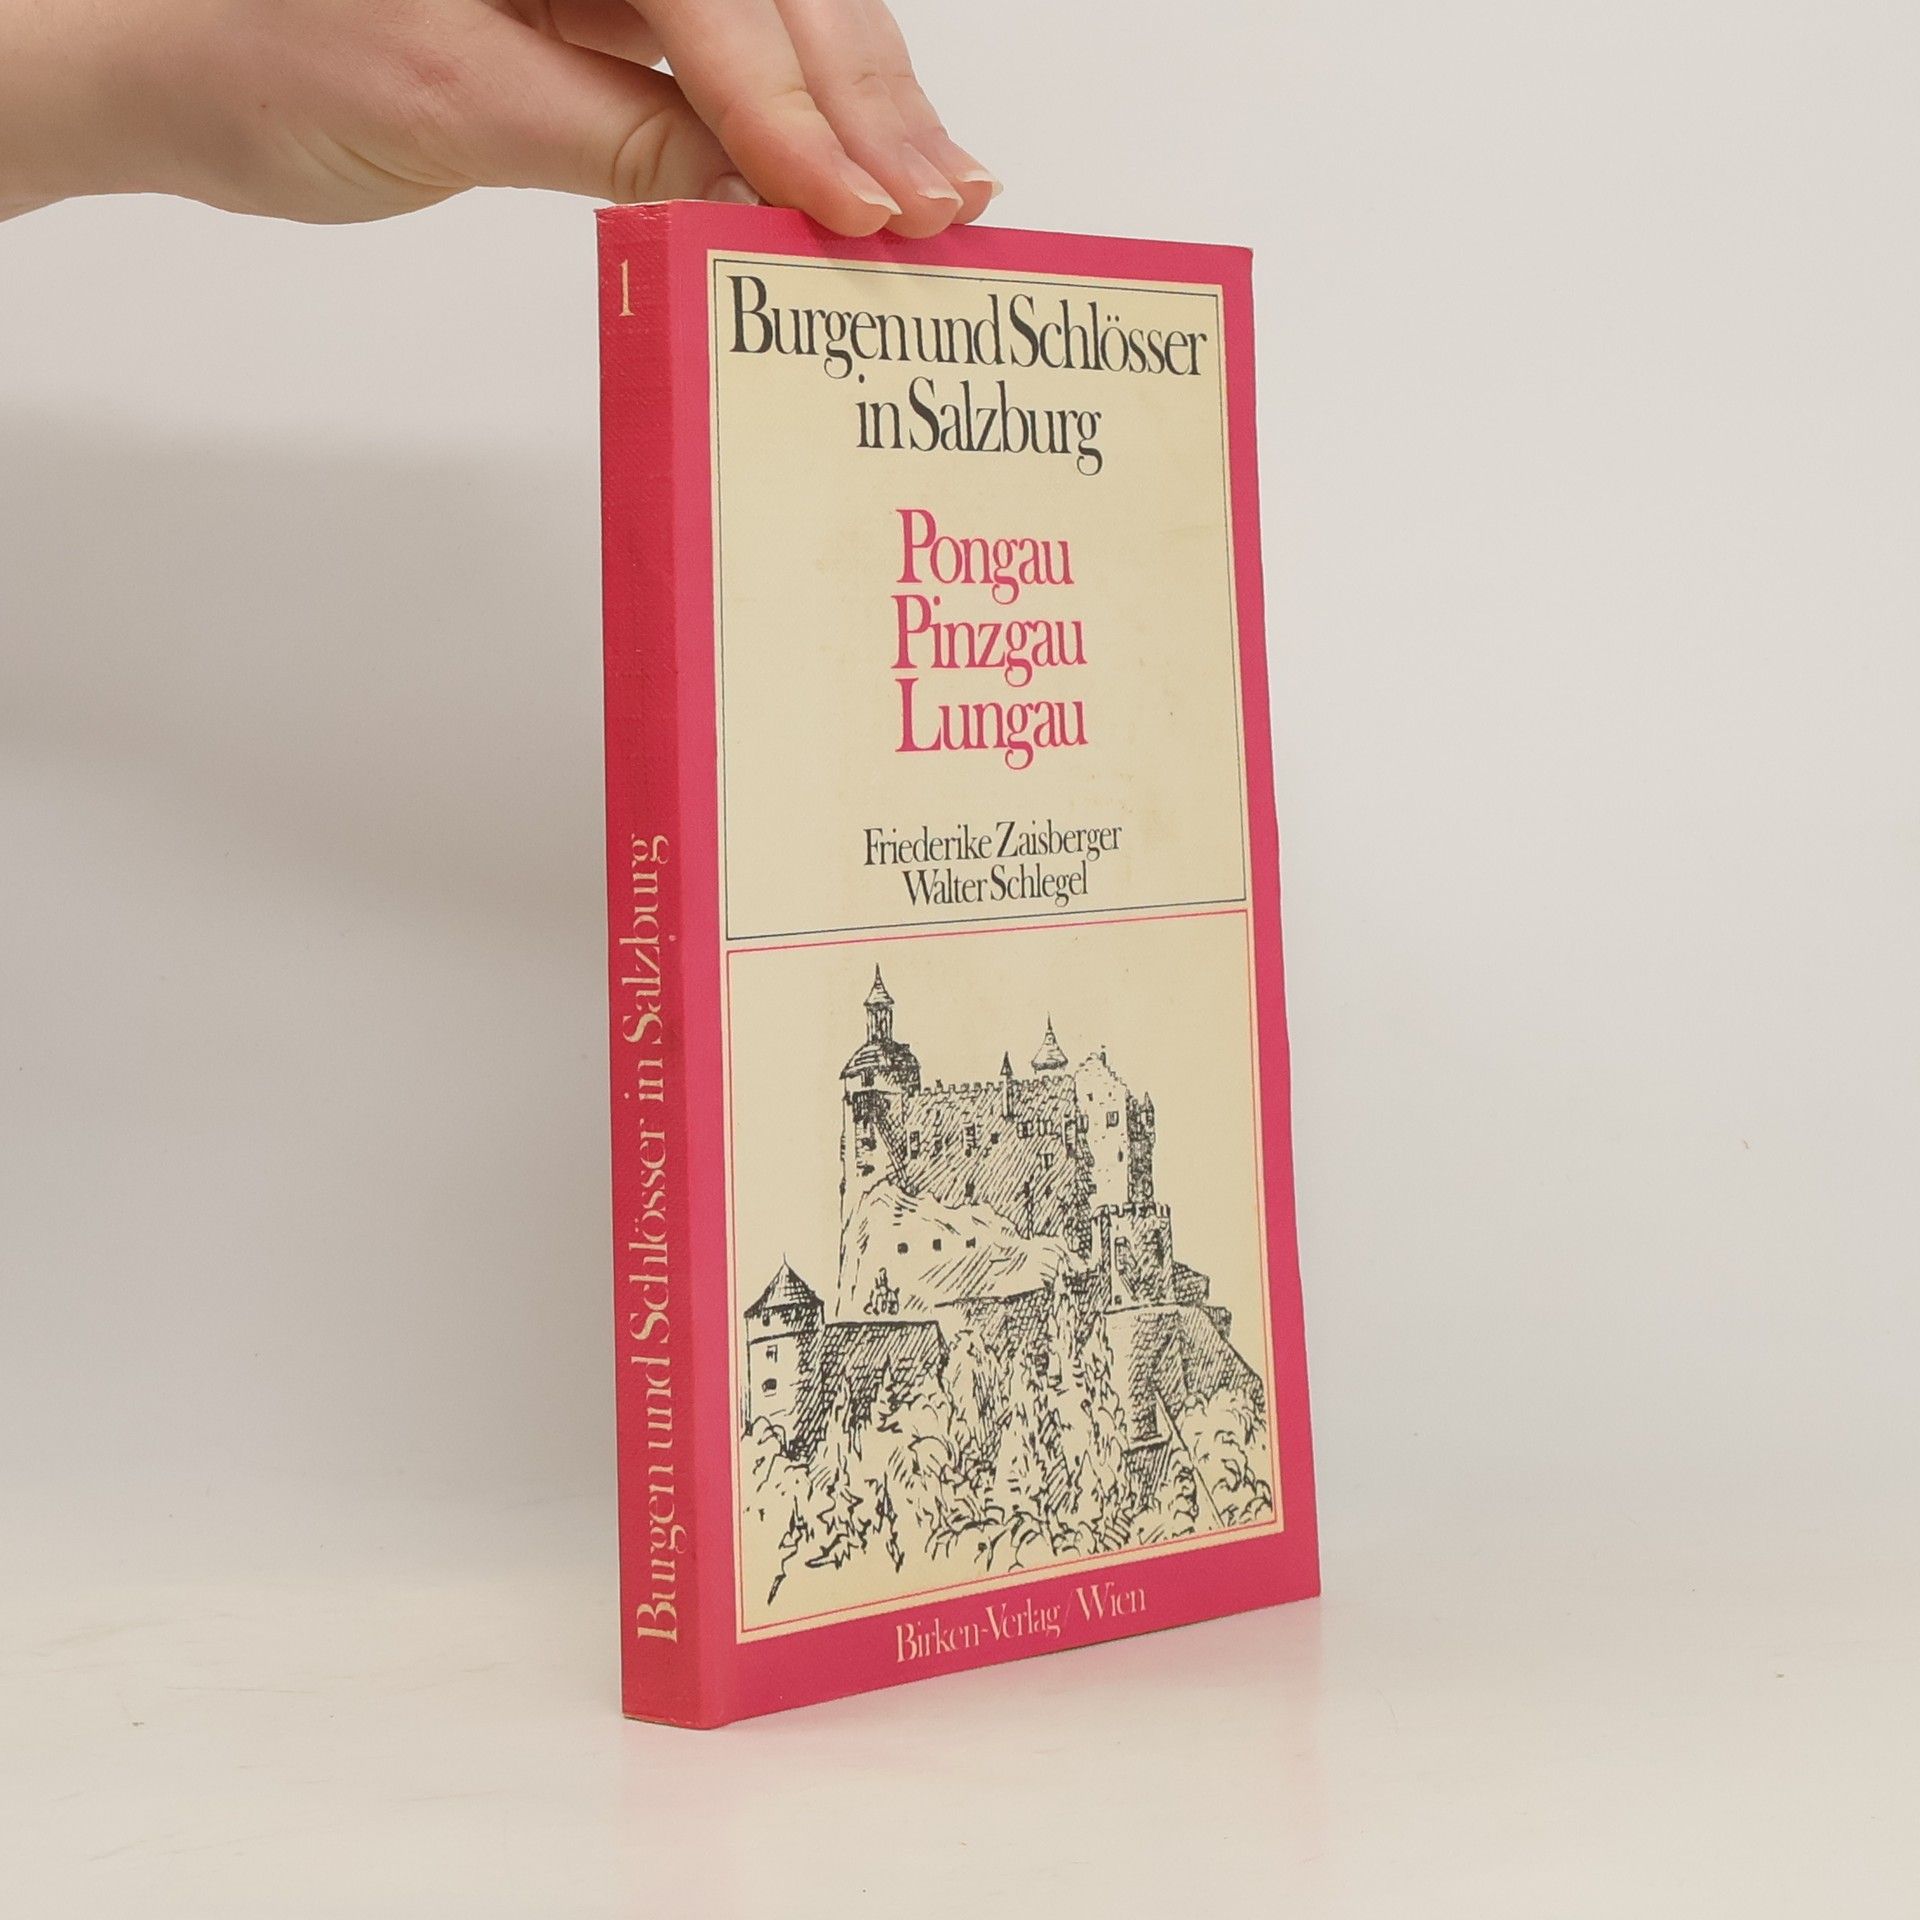 1
Burgen und Schlösser in Salzburg
Burgen und Schlösser
in Salzburg
Pongau
Pinzgau
Lungau
Friederike Zaisberger
Walter Schlegel
Birken-Verlag/Wien